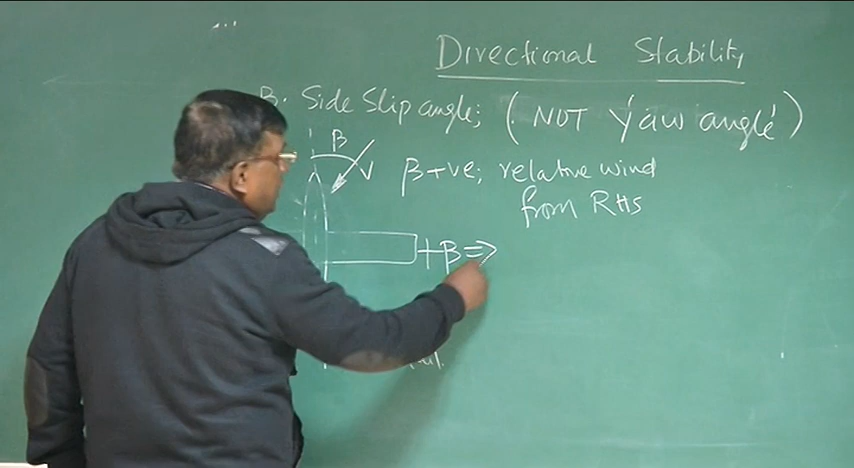 Directional Stability
β. Side Slip angle; (NOT 'Yaw angle')
β
V
β +ve; relative wind
from RHS
+β ⇒